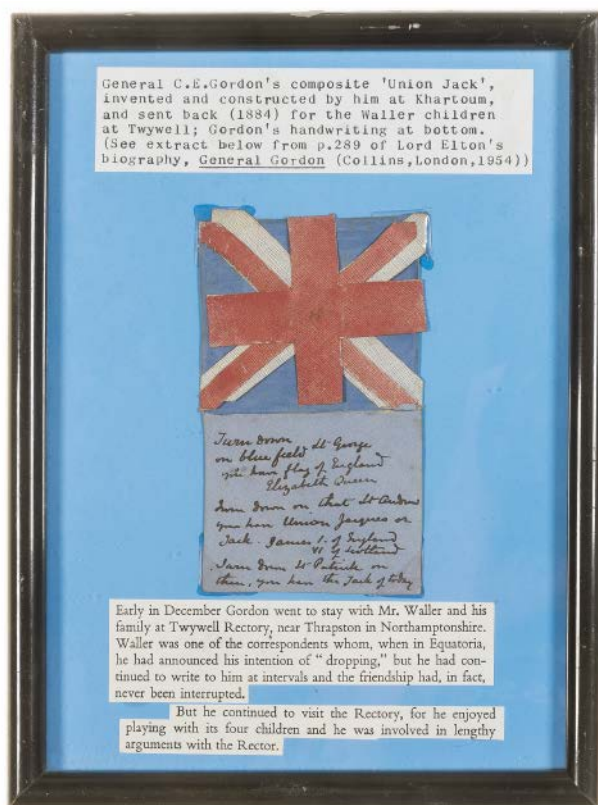 General C.E.Gordon's composite 'Union Jack',
invented and constructed by him at Khartoum,
and sent back (1884) for the Waller children
at Twywell; Gordon's handwriting at bottom.
(See extract below from p.289 of Lord Elton's
biography, General Gordon (Collins,London,1954))
Turn down
on blue field St George
you have flag of England
Elizabeth Queen
Turn down on that St Andrew
you have Union Jacques or
Jack. James I. of England
VI of Scotland
Turn down St Patrick on
them, you have the Jack of today
Early in December Gordon went to stay with Mr. Waller and his
family at Twywell Rectory, near Thrapston in Northamptonshire.
Waller was one of the correspondents whom, when in Equatoria,
he had announced his intention of “ dropping,” but he had con-
tinued to write to him at intervals and the friendship had, in fact,
never been interrupted.
But he continued to visit the Rectory, for he enjoyed
playing with its four children and he was involved in lengthy
arguments with the Rector.